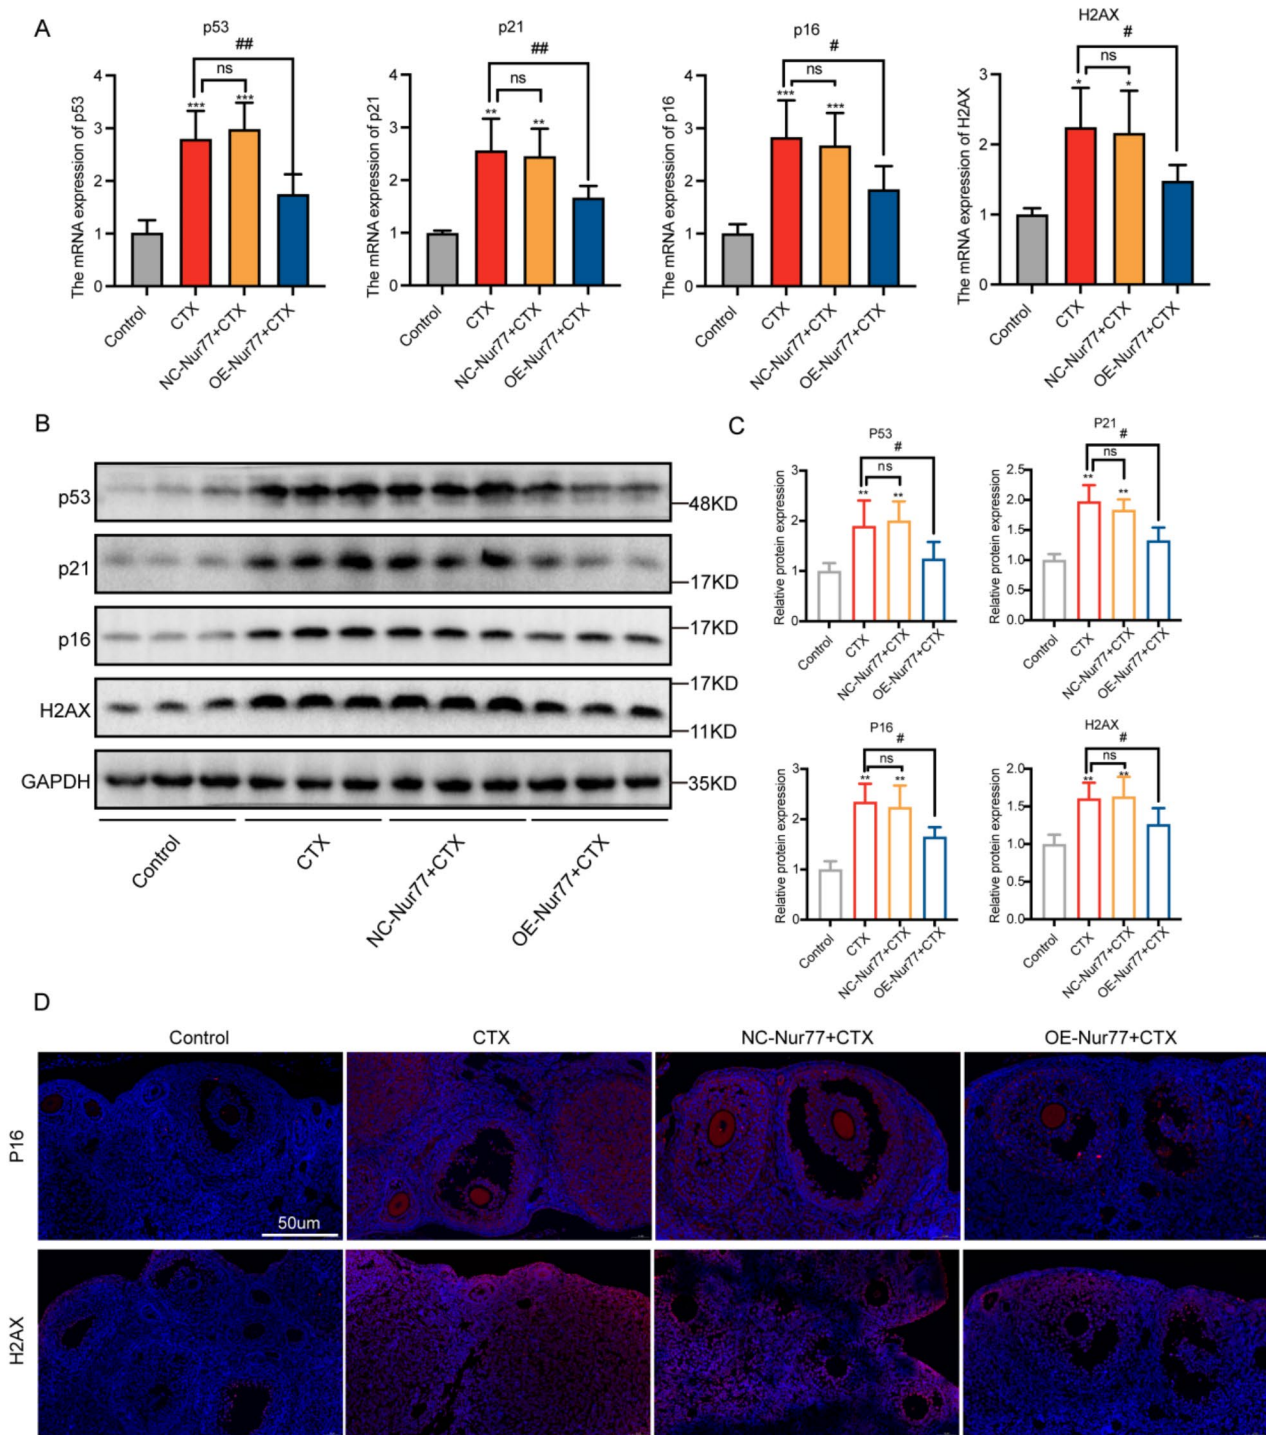 A
p53
##
ns
***
***
The mRNA expression of p53
4
3
2
1
0
Control
CTX
NC-Nur77+CTX
OE-Nur77+CTX
p21
##
ns
**
**
The mRNA expression of p21
4
3
2
1
0
Control
CTX
NC-Nur77+CTX
OE-Nur77+CTX
p16
#
ns
***
***
The mRNA expression of p16
4
3
2
1
0
Control
CTX
NC-Nur77+CTX
OE-Nur77+CTX
H2AX
#
ns
*
*
The mRNA expression of H2AX
3
2
1
0
Control
CTX
NC-Nur77+CTX
OE-Nur77+CTX
B
p53
48KD
p21
17KD
p16
17KD
H2AX
17KD
11KD
GAPDH
35KD
Control
CTX
NC-Nur77+CTX
OE-Nur77+CTX
C
P53
#
ns
**
**
Relative protein expression
3
2
1
0
Control
CTX
NC-Nur77+CTX
OE-Nur77+CTX
P21
#
ns
**
**
Relative protein expression
2.5
2.0
1.5
1.0
0.5
0.0
Control
CTX
NC-Nur77+CTX
OE-Nur77+CTX
P16
#
ns
**
**
Relative protein expression
3
2
1
0
Control
CTX
NC-Nur77+CTX
OE-Nur77+CTX
H2AX
#
ns
**
**
Relative protein expression
2.0
1.5
1.0
0.5
0.0
Control
CTX
NC-Nur77+CTX
OE-Nur77+CTX
D
Control
CTX
NC-Nur77+CTX
OE-Nur77+CTX
P16
50um
H2AX